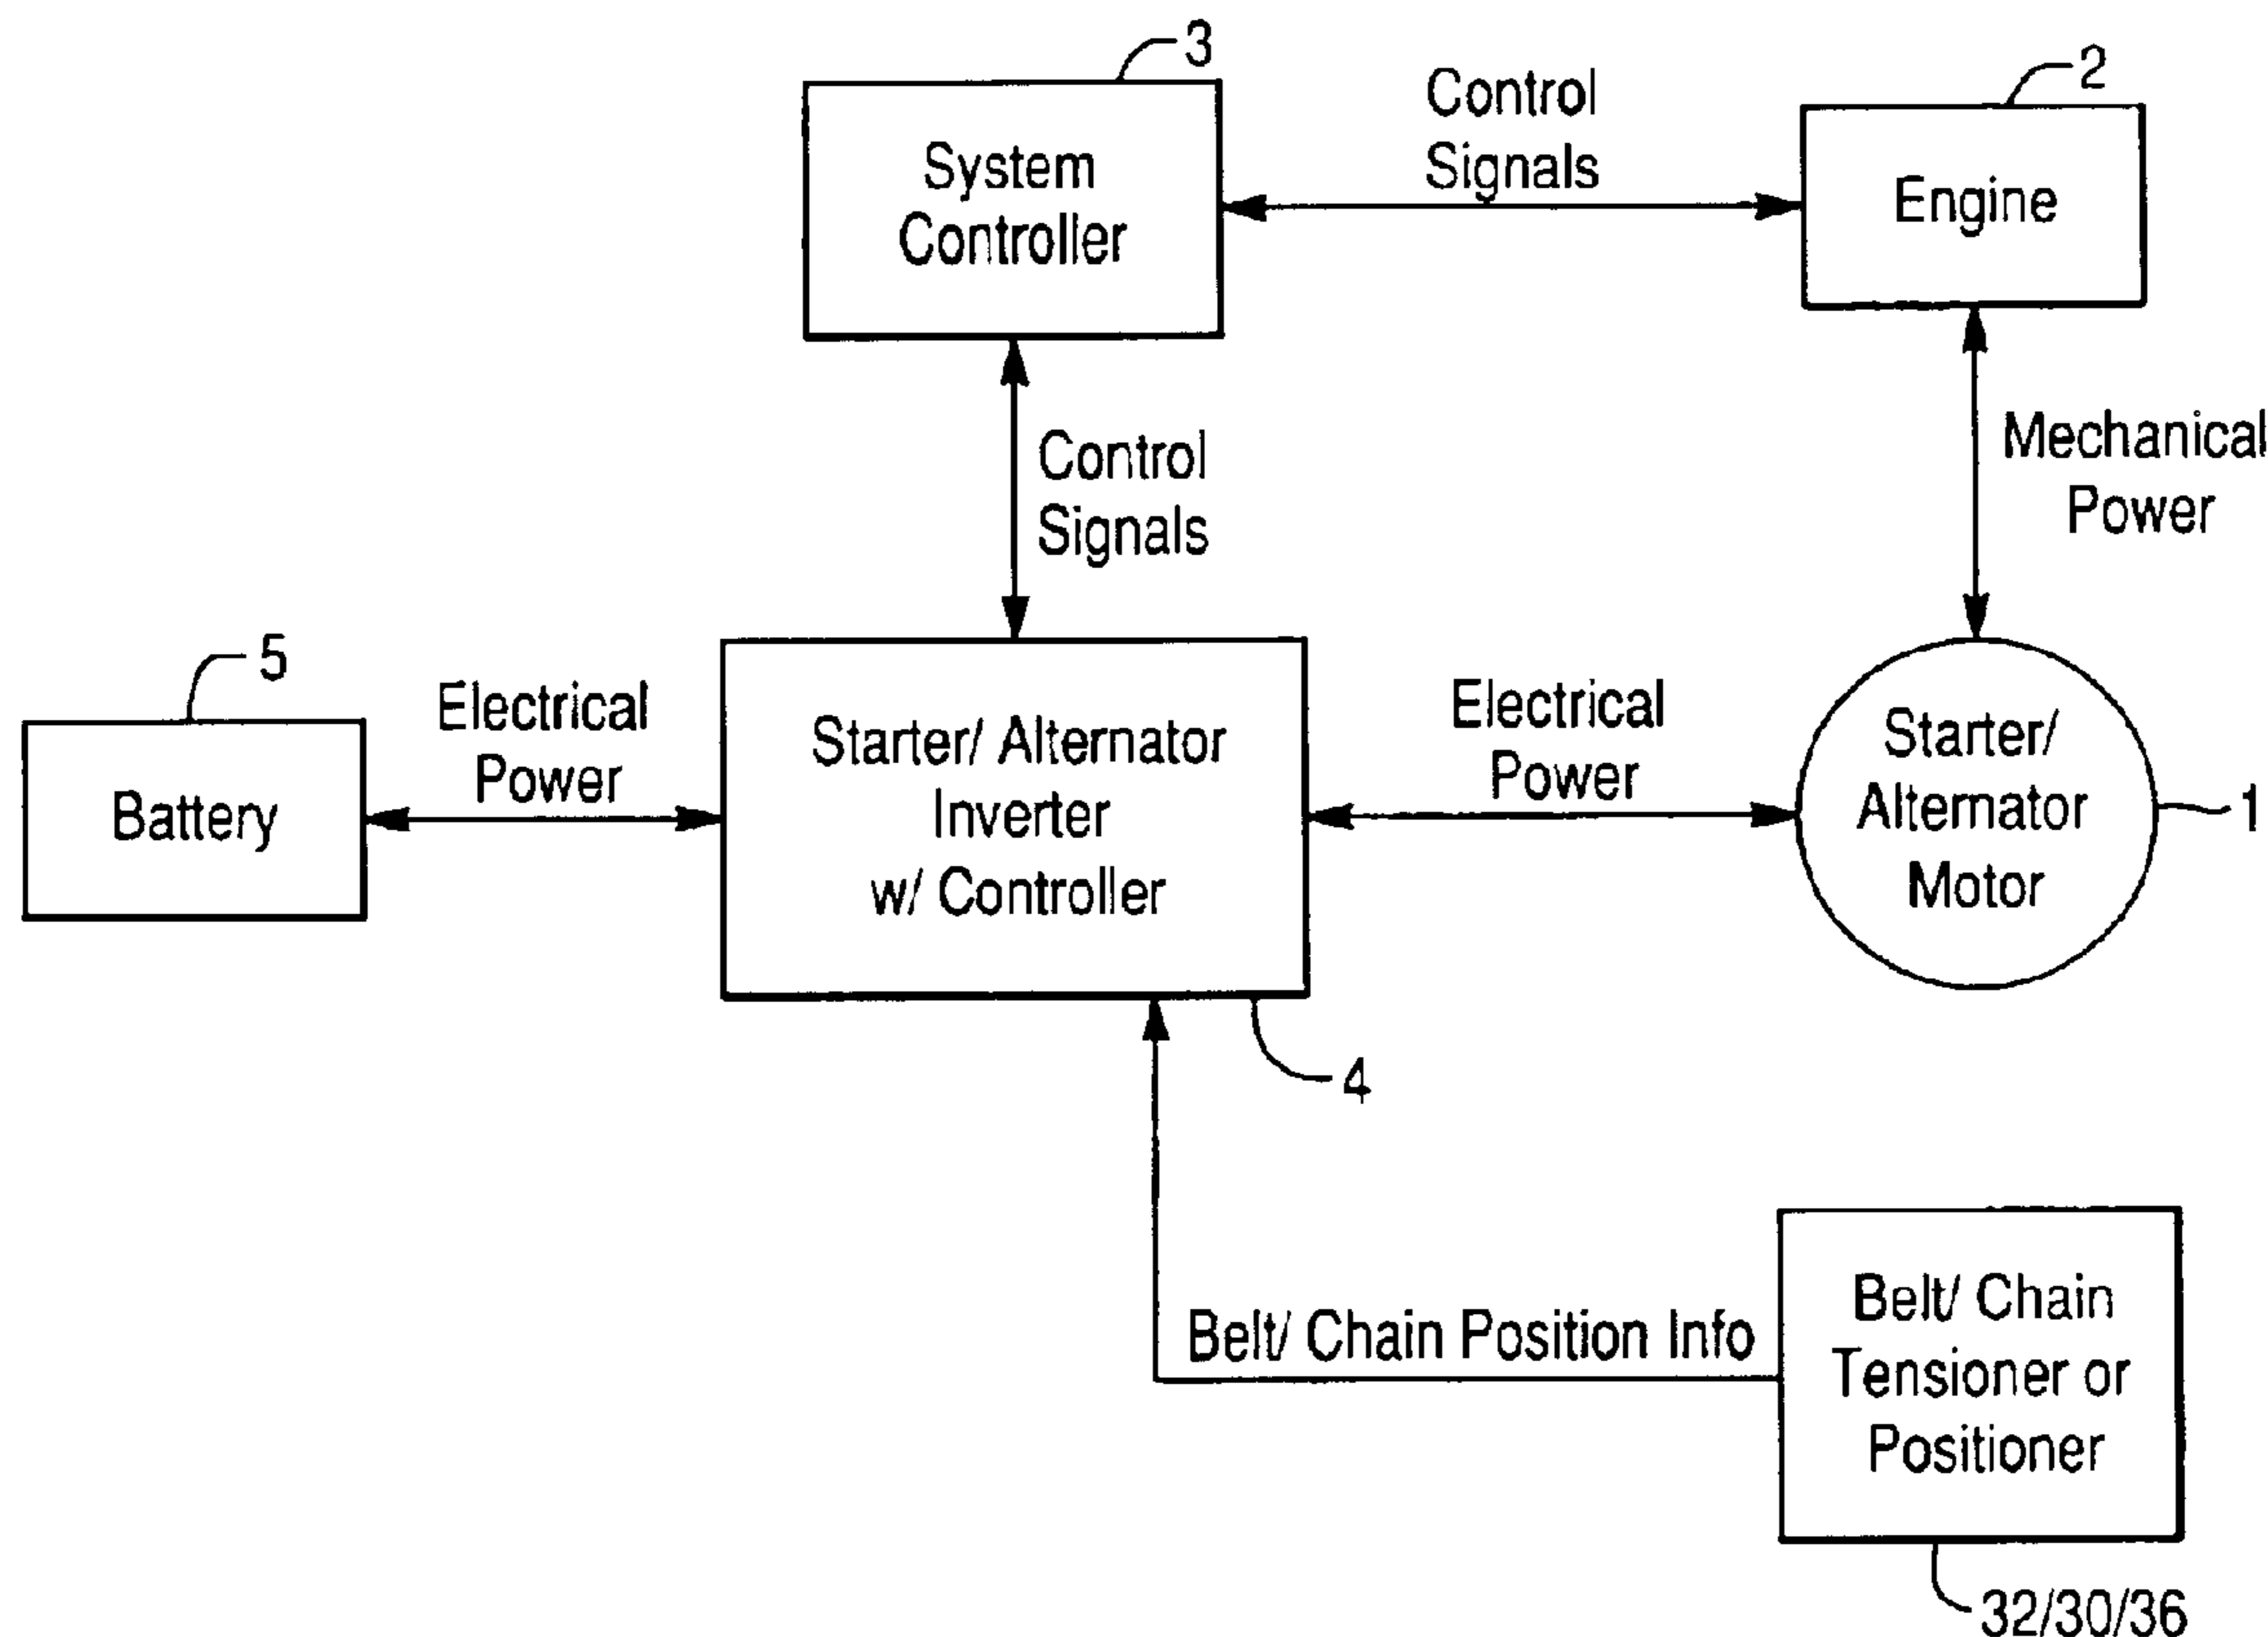 3
2
Control
Signals
System
Controller
Engine
Control
Signals
Mechanical
Power
5
Electrical
Power
Battery
Starter/ Alternator
Inverter
w/ Controller
Electrical
Power
Starter/
Alternator
Motor
1
4
Belt/ Chain Position Info
Belt/ Chain
Tensioner or
Positioner
32/30/36